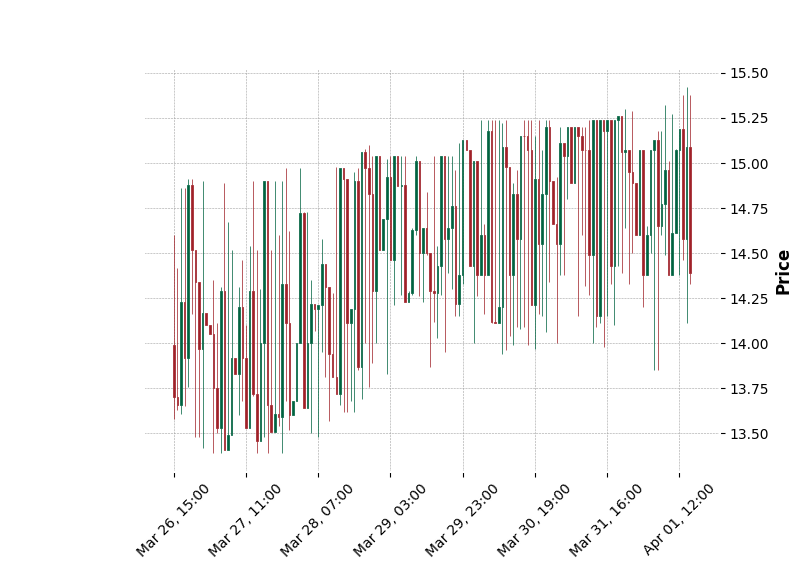 15.50
15.25
15.00
14.75
14.50
14.25
14.00
13.75
13.50
Price
Mar 26, 15:00
Mar 27, 11:00
Mar 28, 07:00
Mar 29, 03:00
Mar 29, 23:00
Mar 30, 19:00
Mar 31, 16:00
Apr 01, 12:00